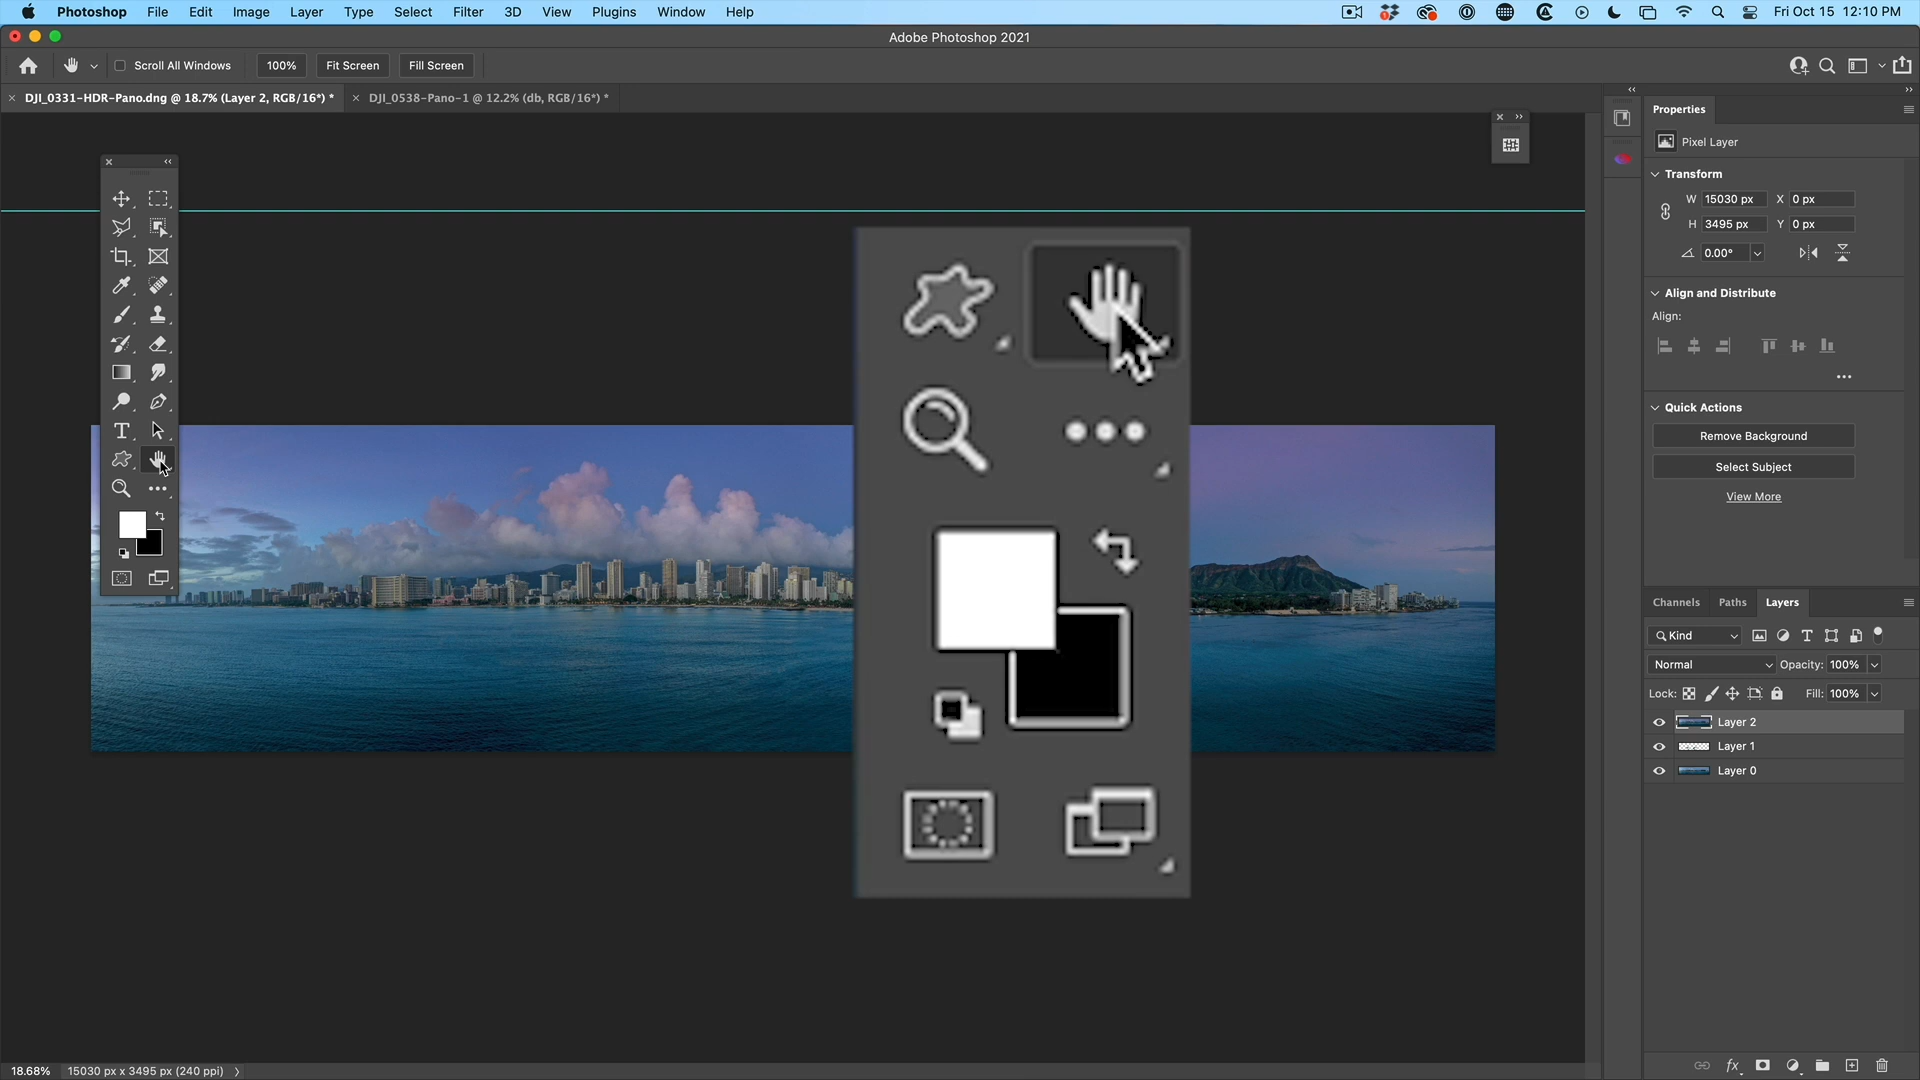 Photoshop File Edit Image Layer Type Select Filter 3D View Plugins Window Help Fri Oct 15 12:10 PM
Adobe Photoshop 2021
Scroll All Windows 100% Fit Screen Fill Screen
DJI_0331-HDR-Pano.dng @ 18.7% (Layer 2, RGB/16*) * DJI_0538-Pano-1 @ 12.2% (db, RGB/16*) *
Properties
Pixel Layer
Transform
W 15030 px X 0 px
H 3495 px Y 0 px
0.00°
Align and Distribute
Align:
Quick Actions
Remove Background
Select Subject
View More
Channels Paths Layers
Kind
Normal Opacity: 100%
Lock: Fill: 100%
Layer 2
Layer 1
Layer 0
18.68% 15030 px x 3495 px (240 ppi)